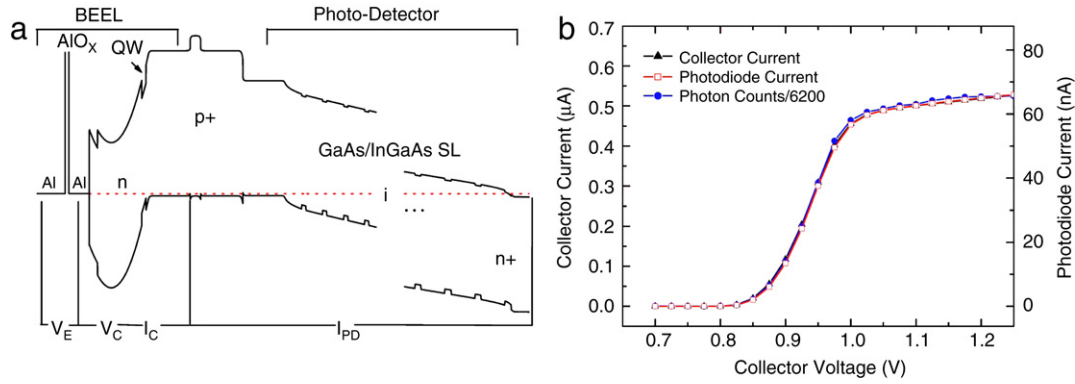 a
BEEL
Photo-Detector
AlOX
QW
p+
GaAs/InGaAs SL
Al
Al
n
i
...
n+
VE
VC
IC
IPD
b
Collector Current
Photodiode Current
Photon Counts/6200
Collector Current (µA)
0.7
0.6
0.5
0.4
0.3
0.2
0.1
0.0
80
60
40
20
0
Photodiode Current (nA)
0.7 0.8 0.9 1.0 1.1 1.2
Collector Voltage (V)